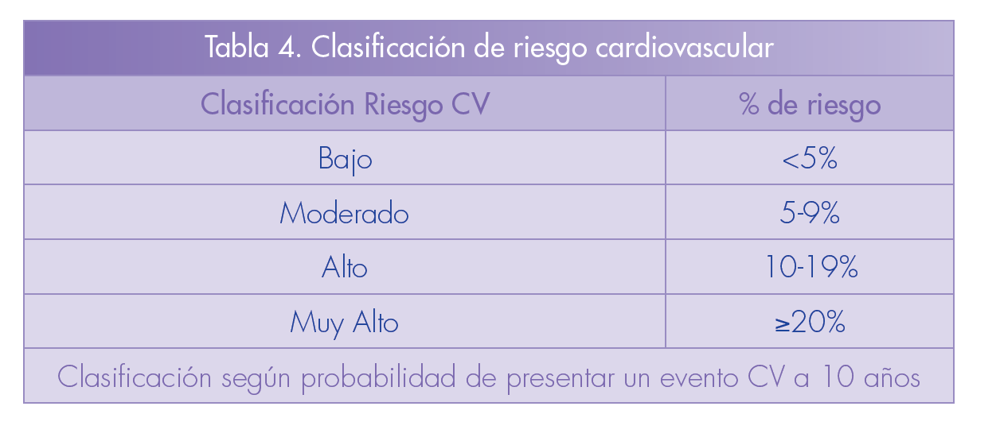 Tabla 4. Clasificación de riesgo cardiovascular
Clasificación Riesgo CV % de riesgo
Bajo <5%
Moderado 5-9%
Alto 10-19%
Muy Alto ≥20%
Clasificación según probabilidad de presentar un evento CV a 10 años